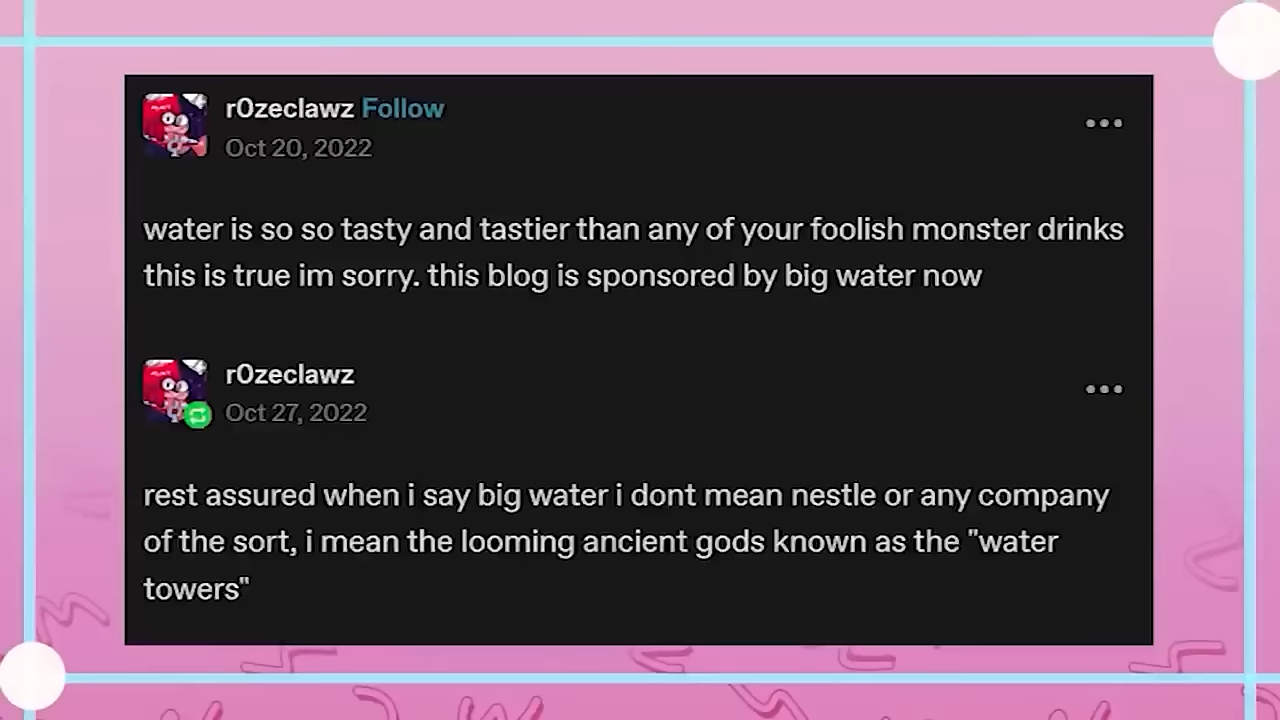 r0zeclawz Follow
Oct 20, 2022
water is so so tasty and tastier than any of your foolish monster drinks
this is true im sorry. this blog is sponsored by big water now
r0zeclawz
Oct 27, 2022
rest assured when i say big water i dont mean nestle or any company
of the sort, i mean the looming ancient gods known as the "water
towers"